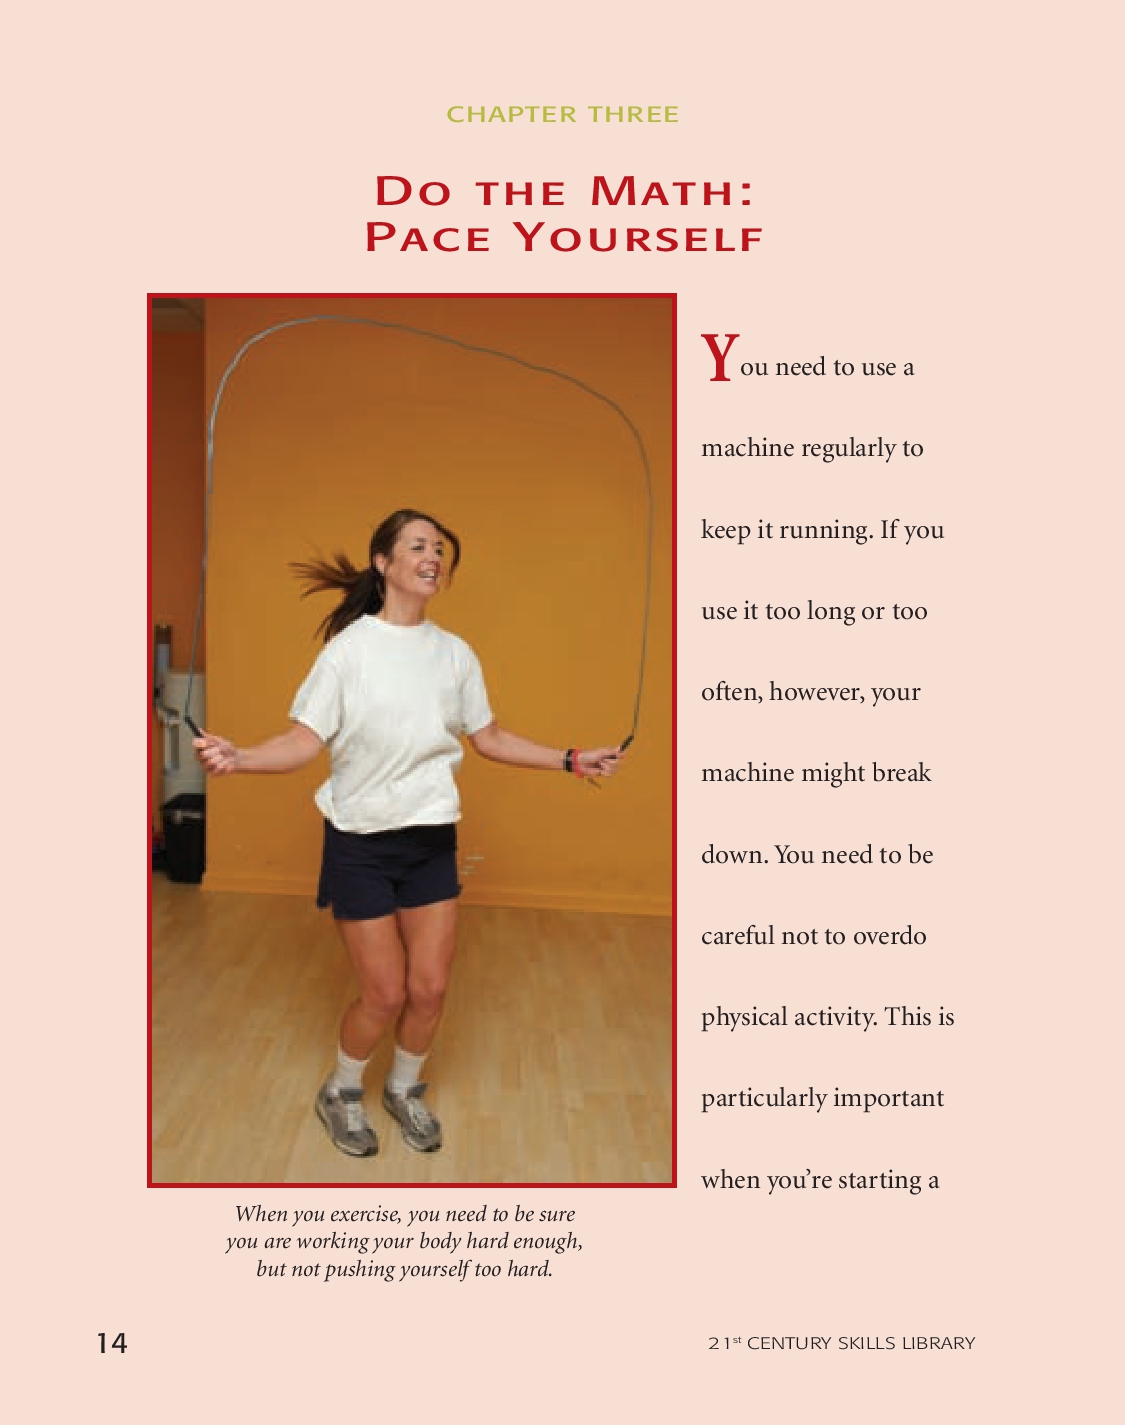 CHAPTER THREE
DO THE MATH:
PACE YOURSELF
You need to use a
machine regularly to
keep it running. If you
use it too long or too
often, however, your
machine might break
down. You need to be
careful not to overdo
physical activity. This is
particularly important
when you’re starting a
When you exercise, you need to be sure
you are working your body hard enough,
but not pushing yourself too hard.
14
21st CENTURY SKILLS LIBRARY